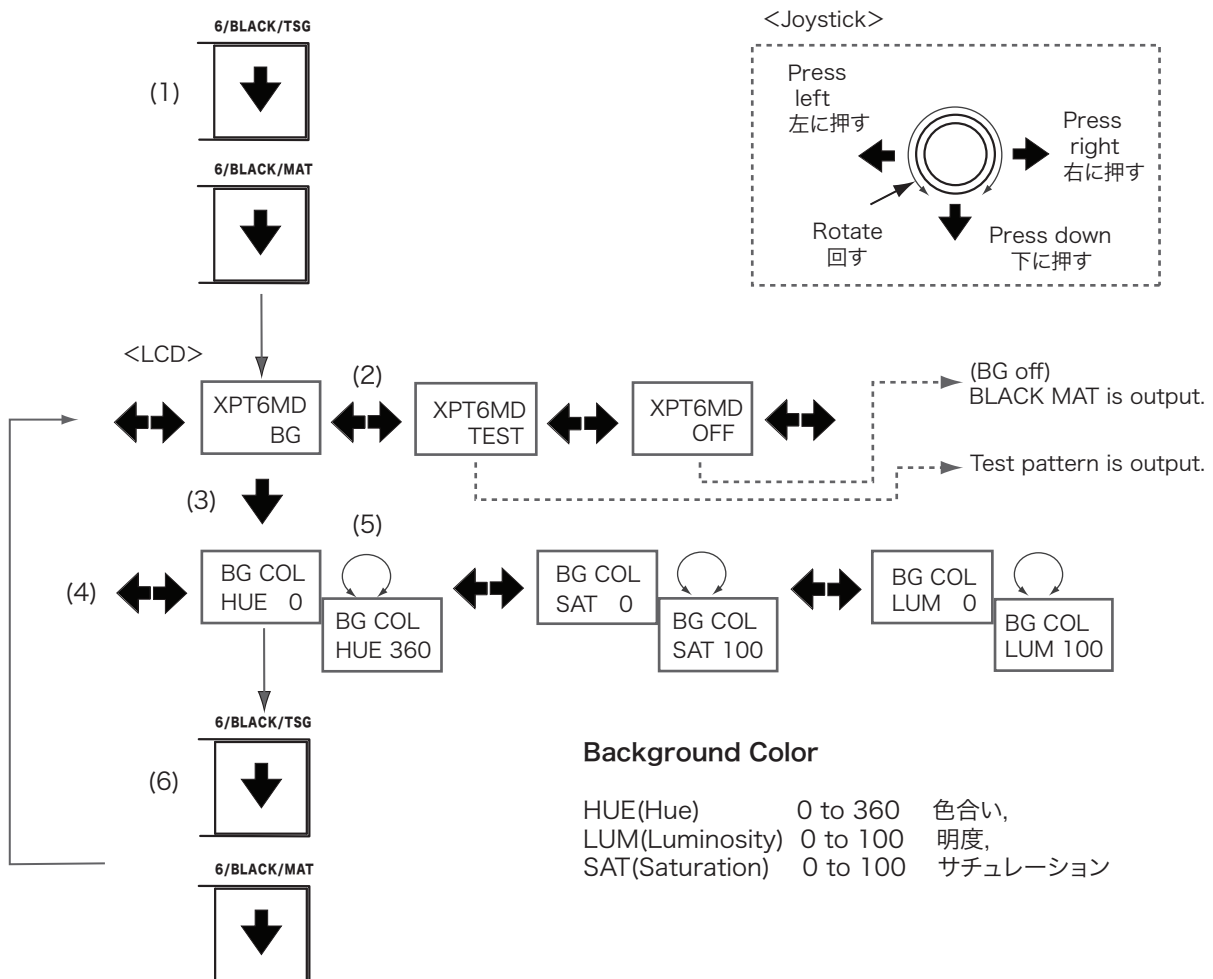 6/BLACK/TSG
(1)
6/BLACK/MAT
<Joystick>
Press
left
左に押す
Press
right
右に押す
Rotate
回す
Press down
下に押す
<LCD>
(2)
XPT6MD
BG
XPT6MD
TEST
XPT6MD
OFF
(BG off)
BLACK MAT is output.
Test pattern is output.
(3)
(5)
(4)
BG COL
HUE 0
BG COL
HUE 360
BG COL
SAT 0
BG COL
SAT 100
BG COL
LUM 0
BG COL
LUM 100
6/BLACK/TSG
(6)
6/BLACK/MAT
Background Color
HUE(Hue) 0 to 360 色合い,
LUM(Luminosity) 0 to 100 明度,
SAT(Saturation) 0 to 100 サチュレーション